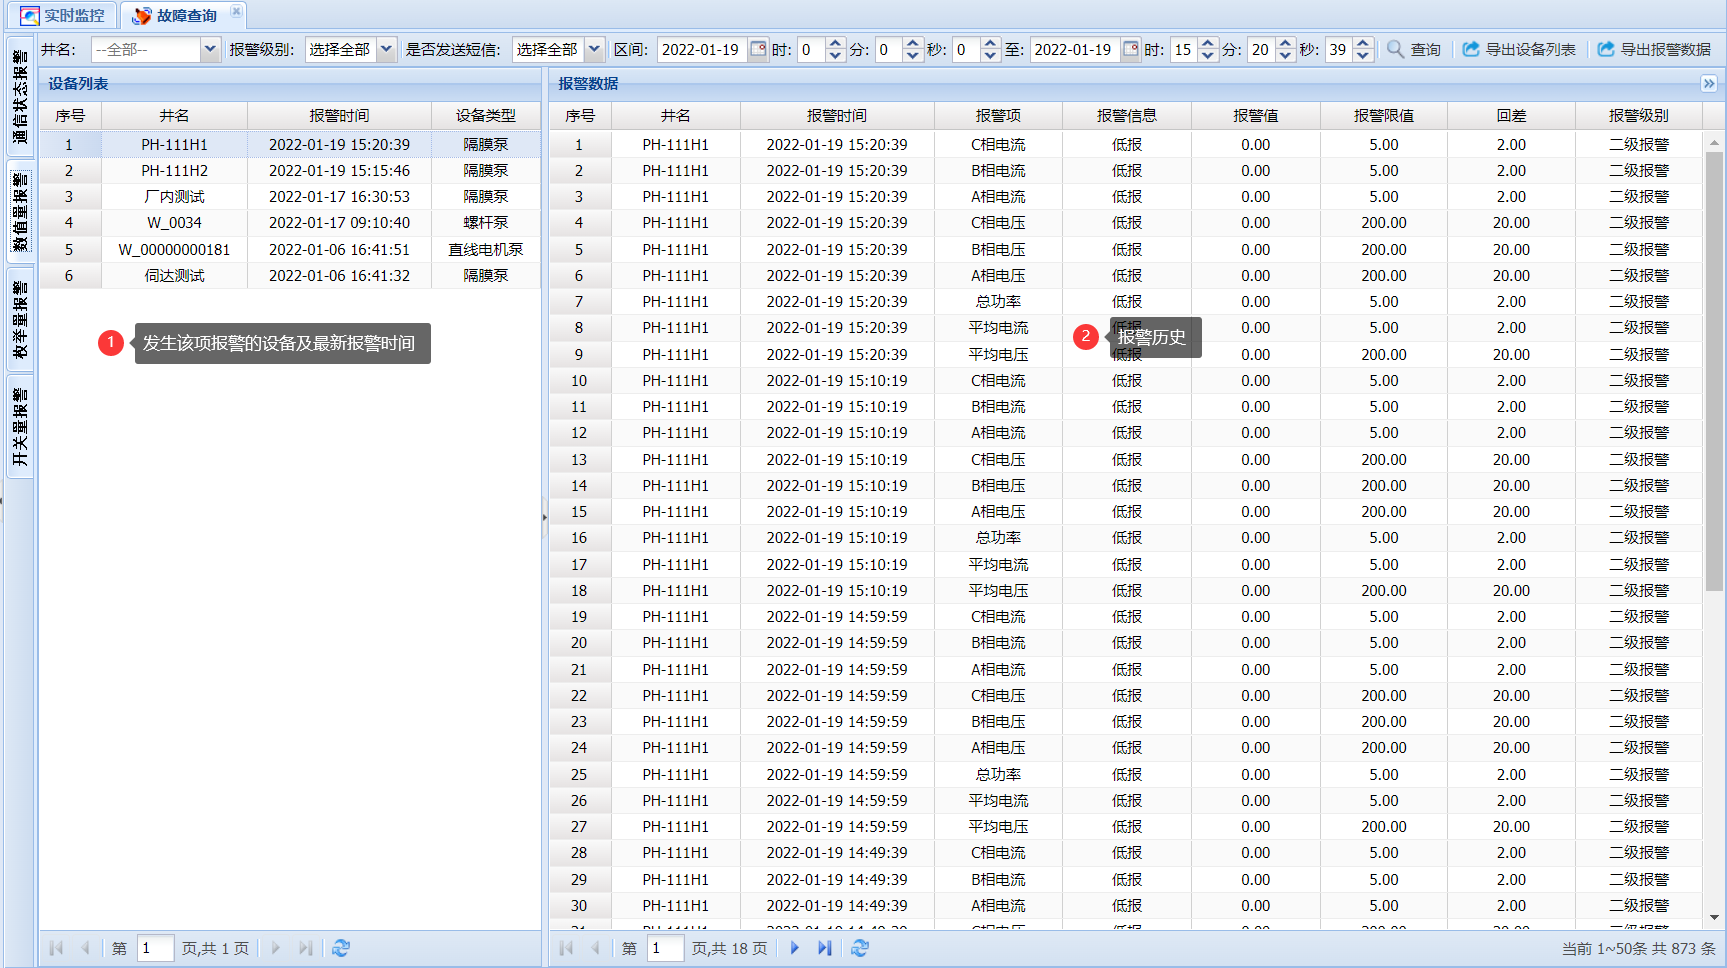 实时监控 故障查询
井名: --全部-- 报警级别: 选择全部 是否发送短信: 选择全部 区间: 2022-01-19 时: 0 分: 0 秒: 0 至: 2022-01-19 时: 15 分: 20 秒: 39 查询 导出设备列表 导出报警数据
通信状态报警
数值量报警
枚举量报警
开关量报警
设备列表
序号 井名 报警时间 设备类型
1 PH-111H1 2022-01-19 15:20:39 隔膜泵
2 PH-111H2 2022-01-19 15:15:46 隔膜泵
3 厂内测试 2022-01-17 16:30:53 隔膜泵
4 W_0034 2022-01-17 09:10:40 螺杆泵
5 W_00000000181 2022-01-06 16:41:51 直线电机泵
6 伺达测试 2022-01-06 16:41:32 隔膜泵
1 发生该项报警的设备及最新报警时间
第 1 页,共 1 页
报警数据
序号 井名 报警时间 报警项 报警信息 报警值 报警限值 回差 报警级别
1 PH-111H1 2022-01-19 15:20:39 C相电流 低报 0.00 5.00 2.00 二级报警
2 PH-111H1 2022-01-19 15:20:39 B相电流 低报 0.00 5.00 2.00 二级报警
3 PH-111H1 2022-01-19 15:20:39 A相电流 低报 0.00 5.00 2.00 二级报警
4 PH-111H1 2022-01-19 15:20:39 C相电压 低报 0.00 200.00 20.00 二级报警
5 PH-111H1 2022-01-19 15:20:39 B相电压 低报 0.00 200.00 20.00 二级报警
6 PH-111H1 2022-01-19 15:20:39 A相电压 低报 0.00 200.00 20.00 二级报警
7 PH-111H1 2022-01-19 15:20:39 总功率 低报 0.00 5.00 2.00 二级报警
8 PH-111H1 2022-01-19 15:20:39 平均电流 低报 0.00 5.00 2.00 二级报警
2 报警历史
9 PH-111H1 2022-01-19 15:20:39 平均电压 低报 0.00 200.00 20.00 二级报警
10 PH-111H1 2022-01-19 15:10:19 C相电流 低报 0.00 5.00 2.00 二级报警
11 PH-111H1 2022-01-19 15:10:19 B相电流 低报 0.00 5.00 2.00 二级报警
12 PH-111H1 2022-01-19 15:10:19 A相电流 低报 0.00 5.00 2.00 二级报警
13 PH-111H1 2022-01-19 15:10:19 C相电压 低报 0.00 200.00 20.00 二级报警
14 PH-111H1 2022-01-19 15:10:19 B相电压 低报 0.00 200.00 20.00 二级报警
15 PH-111H1 2022-01-19 15:10:19 A相电压 低报 0.00 200.00 20.00 二级报警
16 PH-111H1 2022-01-19 15:10:19 总功率 低报 0.00 5.00 2.00 二级报警
17 PH-111H1 2022-01-19 15:10:19 平均电流 低报 0.00 5.00 2.00 二级报警
18 PH-111H1 2022-01-19 15:10:19 平均电压 低报 0.00 200.00 20.00 二级报警
19 PH-111H1 2022-01-19 14:59:59 C相电流 低报 0.00 5.00 2.00 二级报警
20 PH-111H1 2022-01-19 14:59:59 B相电流 低报 0.00 5.00 2.00 二级报警
21 PH-111H1 2022-01-19 14:59:59 A相电流 低报 0.00 5.00 2.00 二级报警
22 PH-111H1 2022-01-19 14:59:59 C相电压 低报 0.00 200.00 20.00 二级报警
23 PH-111H1 2022-01-19 14:59:59 B相电压 低报 0.00 200.00 20.00 二级报警
24 PH-111H1 2022-01-19 14:59:59 A相电压 低报 0.00 200.00 20.00 二级报警
25 PH-111H1 2022-01-19 14:59:59 总功率 低报 0.00 5.00 2.00 二级报警
26 PH-111H1 2022-01-19 14:59:59 平均电流 低报 0.00 5.00 2.00 二级报警
27 PH-111H1 2022-01-19 14:59:59 平均电压 低报 0.00 200.00 20.00 二级报警
28 PH-111H1 2022-01-19 14:49:39 C相电流 低报 0.00 5.00 2.00 二级报警
29 PH-111H1 2022-01-19 14:49:39 B相电流 低报 0.00 5.00 2.00 二级报警
30 PH-111H1 2022-01-19 14:49:39 A相电流 低报 0.00 5.00 2.00 二级报警
第 1 页,共 18 页 当前 1~50条 共 873 条